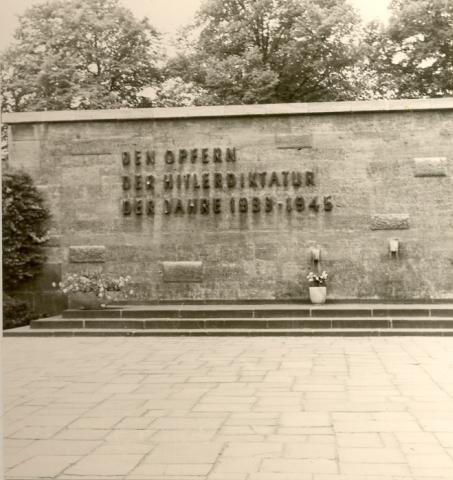 DEN OPFERN
DER HITLERDIKTATUR
DER JAHRE 1933-1945